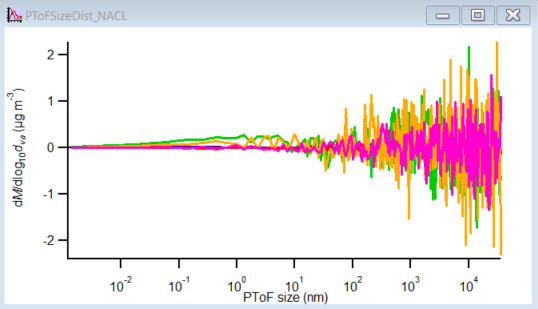 PToFSizeDist_NACL
dM/dlog₁₀dᵥₐ (µg m⁻³)
2
1
0
-1
-2
10⁻² 10⁻¹ 10⁰ 10¹ 10² 10³ 10⁴
PToF size (nm)